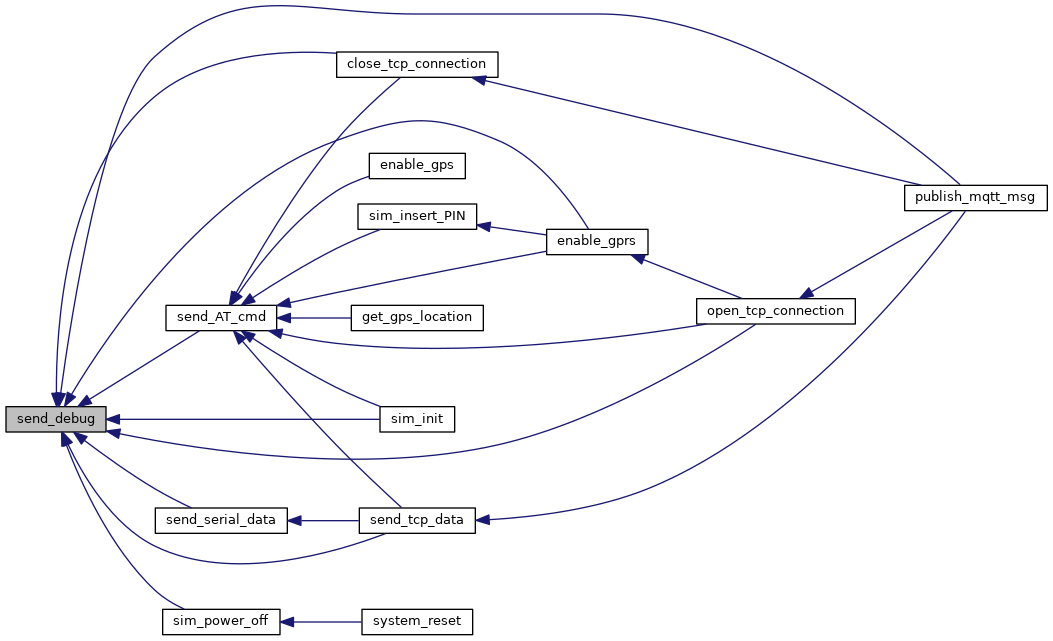 close_tcp_connection
enable_gps
publish_mqtt_msg
sim_insert_PIN
enable_gprs
send_AT_cmd
get_gps_location
open_tcp_connection
send_debug
sim_init
send_serial_data
send_tcp_data
sim_power_off
system_reset